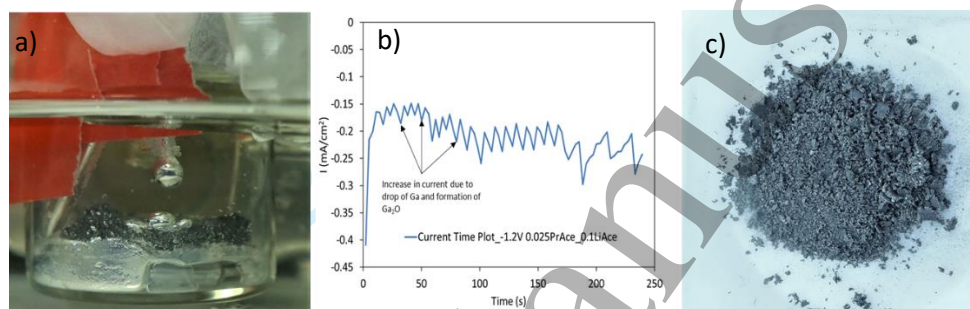 a)
b)
c)
0
-0.05
-0.1
-0.15
-0.2
-0.25
-0.3
-0.35
-0.4
-0.45
I (mA/cm²)
Increase in current due to
drop of Ga and formation of
Ga₂O
Current Time Plot_-1.2V 0.025PrAce_0.1LiAce
0 50 100 150 200 250
Time (s)